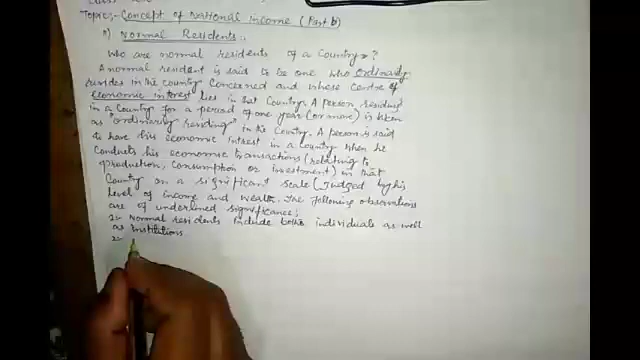 Topic:- Concept of National Income (Part b)
Normal Residents:-
Who are normal residents of a Country?
A normal resident is said to be one who ordinarily
resides in the country concerned and whose centre of
economic interest lies in that Country. A person residing
in a Country for a period of one year (or more) is taken
as "ordinarily residing" in the Country. A person is said
to have his economic interest in a country when he
conducts his economic transactions (relating to
production, Consumption or investment) in that
Country on a significant scale (Judged by his
level of income and wealth. The following observations
are of underlined significance;
1:- Normal residents include both individuals as well
as Institutions
2:-